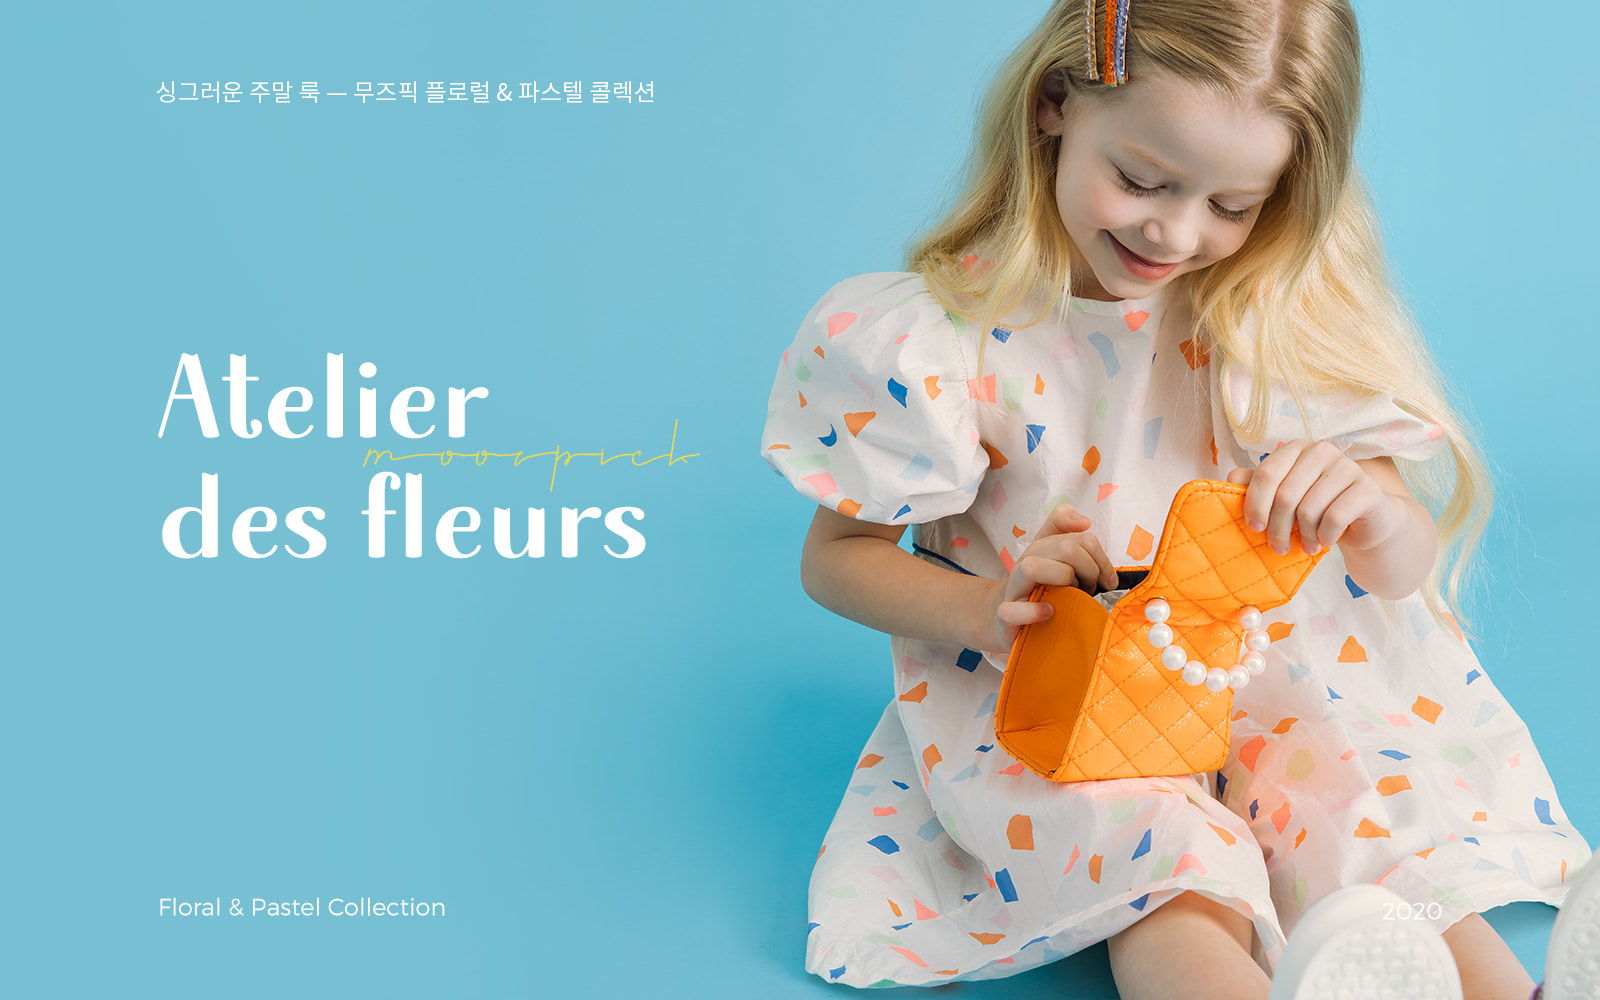 싱그러운 주말 룩 — 무즈픽 플로럴 & 파스텔 콜렉션
Atelier
moozpick
des fleurs
Floral & Pastel Collection
2020